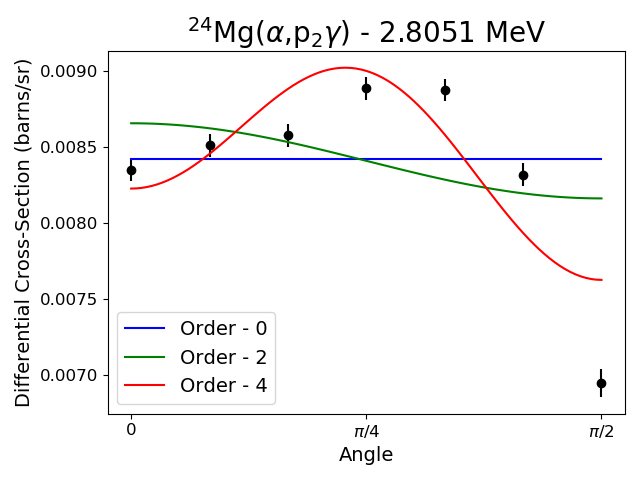 ²⁴Mg(α,p₂γ) - 2.8051 MeV
Differential Cross-Section (barns/sr)
0.0090
0.0085
0.0080
0.0075
0.0070
Order - 0
Order - 2
Order - 4
0 π/4 π/2
Angle